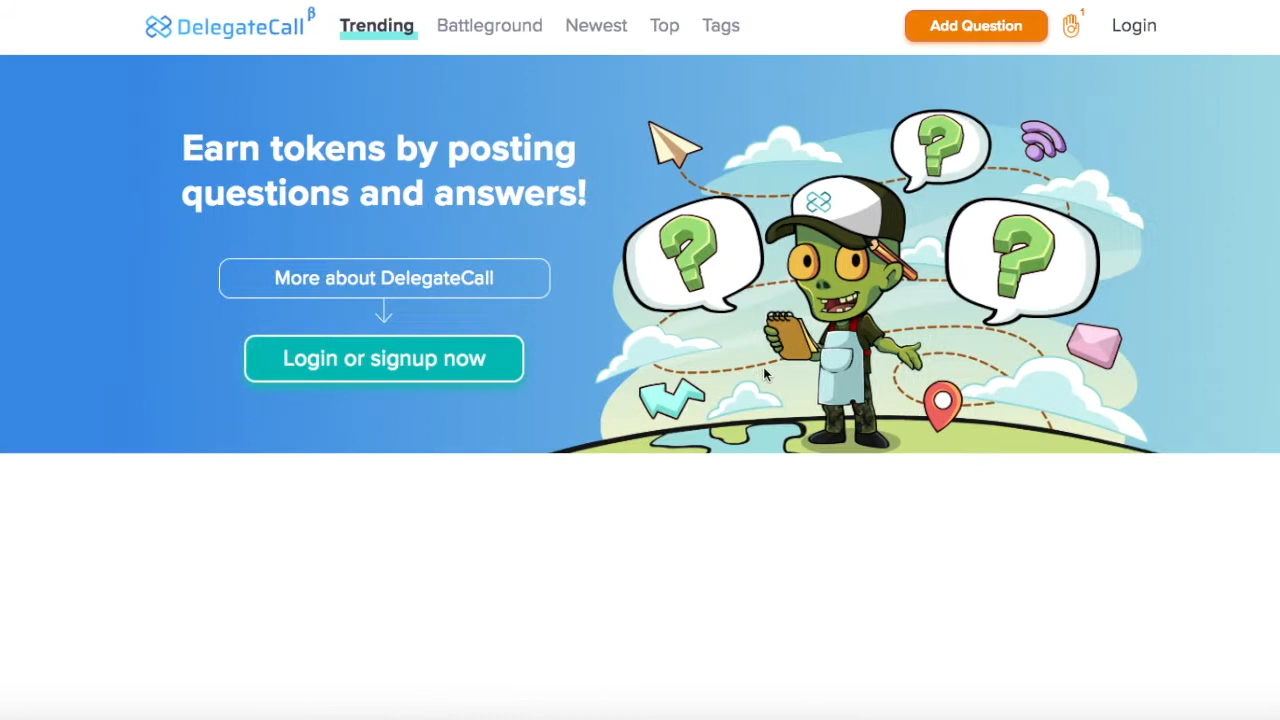 DelegateCall β
Trending
Battleground
Newest
Top
Tags
Add Question
1
Login
Earn tokens by posting
questions and answers!
More about DelegateCall
Login or signup now
?
?
?